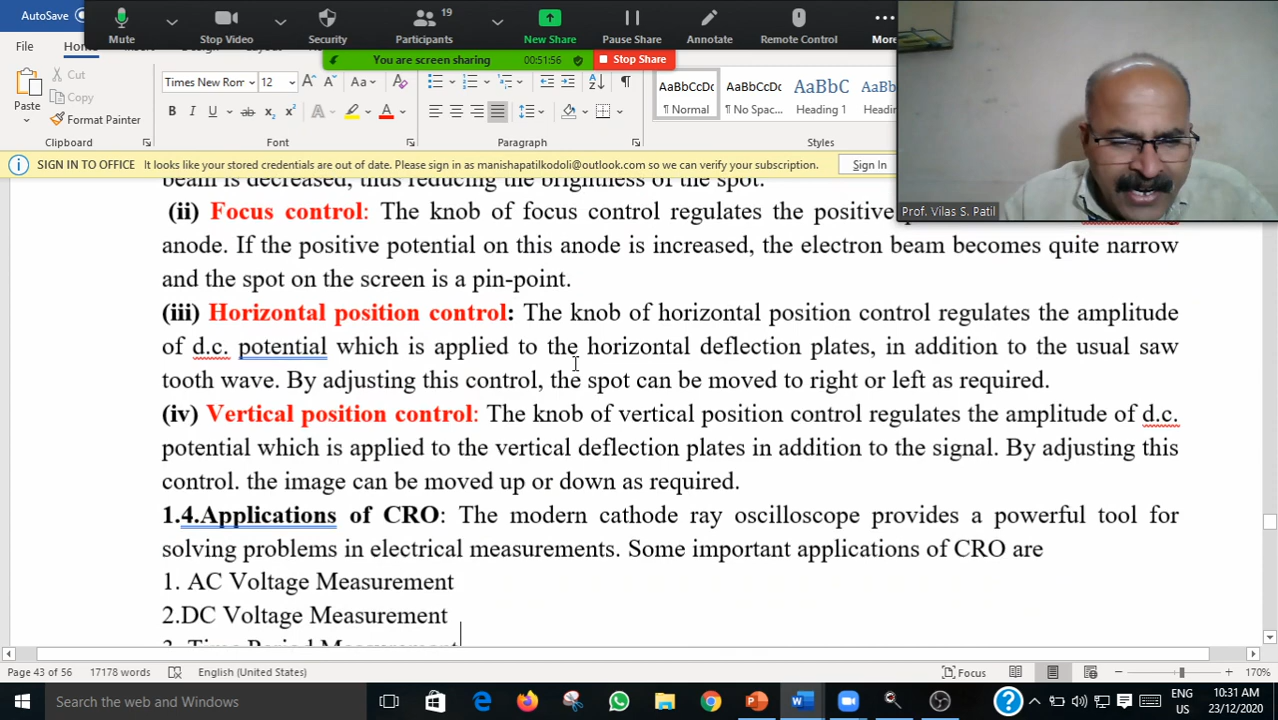 AutoSave
Mute
Stop Video
Security
19
Participants
New Share
Pause Share
Annotate
Remote Control
More
You are screen sharing
00:51:56
Stop Share
File
Home
Paste
Cut
Copy
Format Painter
Clipboard
Times New Ror
12
Aa
B I U ab x₂ x²
Font
Paragraph
AaBbCcDc
¶ Normal
AaBbCcDc
¶ No Spac...
AaBbC
Heading 1
AaBbCc
Headin
Styles
SIGN IN TO OFFICE It looks like your stored credentials are out of date. Please sign in as manishapatilkodoli@outlook.com so we can verify your subscription.
Sign In
Prof. Vilas S. Patil
beam is decreased, thus reducing the brightness of the spot.
(ii) Focus control: The knob of focus control regulates the positive
anode. If the positive potential on this anode is increased, the electron beam becomes quite narrow
and the spot on the screen is a pin-point.
(iii) Horizontal position control: The knob of horizontal position control regulates the amplitude
of d.c. potential which is applied to the horizontal deflection plates, in addition to the usual saw
tooth wave. By adjusting this control, the spot can be moved to right or left as required.
(iv) Vertical position control: The knob of vertical position control regulates the amplitude of d.c.
potential which is applied to the vertical deflection plates in addition to the signal. By adjusting this
control. the image can be moved up or down as required.
1.4.Applications of CRO: The modern cathode ray oscilloscope provides a powerful tool for
solving problems in electrical measurements. Some important applications of CRO are
1. AC Voltage Measurement
2.DC Voltage Measurement
3. Time Period Measurement
Page 43 of 56
17178 words
English (United States)
Focus
170%
Search the web and Windows
ENG
US
10:31 AM
23/12/2020